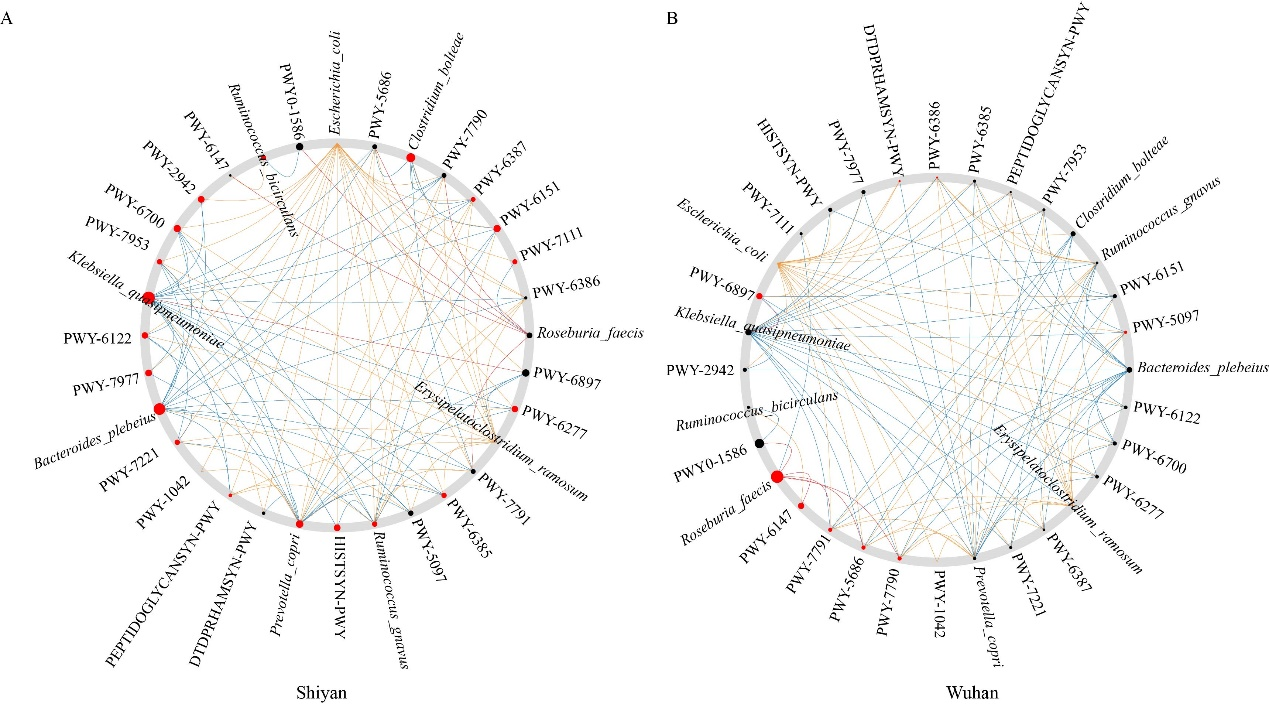 A
B
Escherichia_coli
PWY-5686
Clostridium_bolteae
PWY-7790
PWY-6387
PWY-6151
PWY-7111
PWY-6386
Roseburia_faecis
PWY-6897
PWY-6277
Erysipelatoclostridium_ramosum
PWY-7791
PWY-6385
PWY-5097
Ruminococcus_gnavus
HISTSYN-PWY
Prevotella_copri
DTDPRHAMSYN-PWY
PEPTIDOGLYCANSYN-PWY
PWY-1042
PWY-7221
Bacteroides_plebeius
PWY-7977
PWY-6122
Klebsiella_quasipneumoniae
PWY-7953
PWY-6700
PWY-2942
PWY-6147
Ruminococcus_bicirculans
PWY0-1586
Shiyan
DTDPRHAMSYN-PWY
PWY-6386
PWY-6385
PEPTIDOGLYCANSYN-PWY
PWY-7953
Clostridium_bolteae
Ruminococcus_gnavus
PWY-6151
PWY-5097
Bacteroides_plebeius
PWY-6122
PWY-6700
PWY-6277
Erysipelatoclostridium_ramosum
PWY-6387
PWY-7221
Prevotella_copri
PWY-1042
PWY-7790
PWY-5686
PWY-7791
PWY-6147
Roseburia_faecis
PWY0-1586
Ruminococcus_bicirculans
PWY-2942
Klebsiella_quasipneumoniae
PWY-6897
Escherichia_coli
PWY-7111
HISTSYN-PWY
PWY-7977
Wuhan